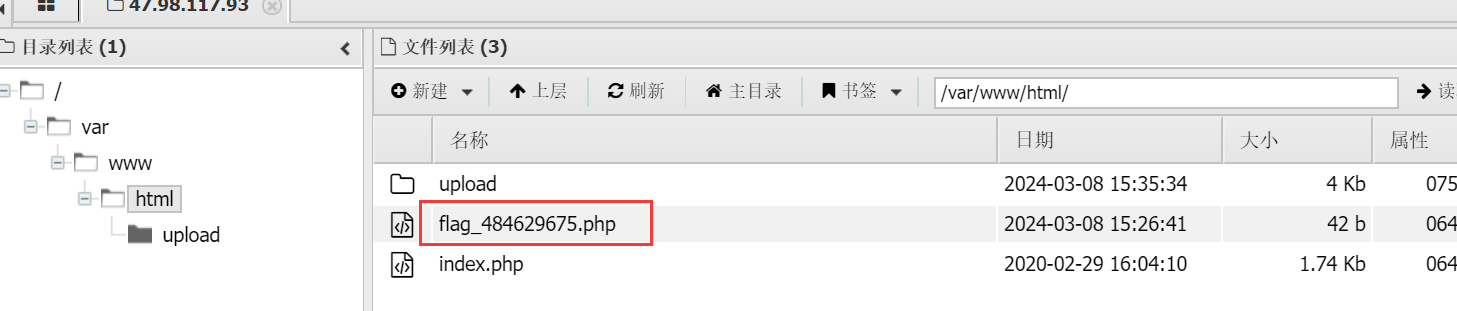 47.98.117.93
目录列表 (1)
/
var
www
html
upload
文件列表 (3)
新建 上层 刷新 主目录 书签 /var/www/html/
名称 日期 大小 属性
upload 2024-03-08 15:35:34 4 Kb 075
flag_484629675.php 2024-03-08 15:26:41 42 b 064
index.php 2020-02-29 16:04:10 1.74 Kb 064